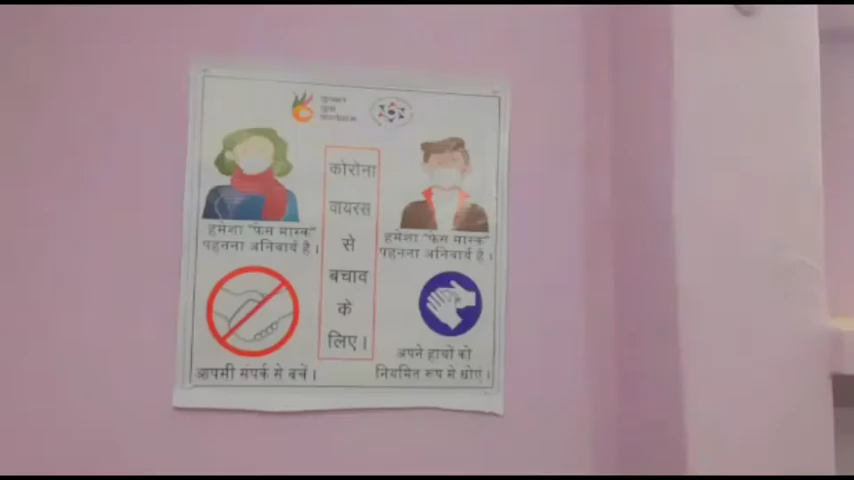 कोरोना
वायरस
से
बचाव
के
लिए।
हमेशा "फेस मास्क"
पहनना अनिवार्य है।
हमेशा "फेस मास्क"
पहनना अनिवार्य है।
आपसी संपर्क से बचें।
अपने हाथों को
नियमित रूप से धोएं।